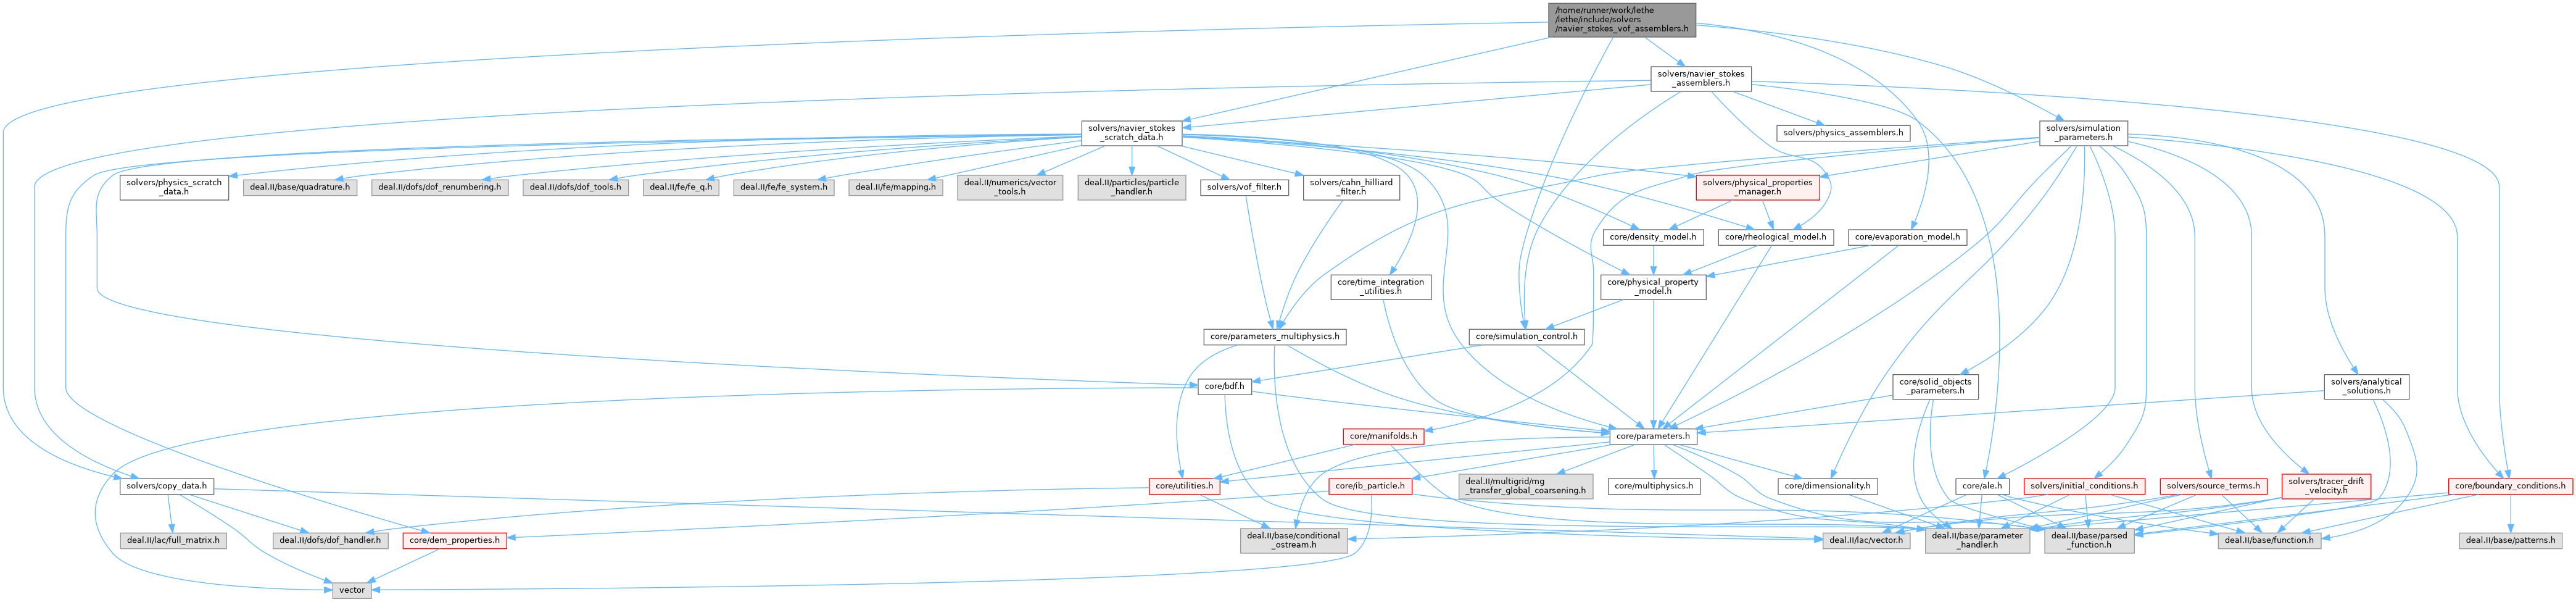 /home/runner/work/lethe
/lethe/include/solvers
/navier_stokes_vof_assemblers.h
solvers/navier_stokes
_assemblers.h
solvers/navier_stokes
_scratch_data.h
solvers/physics_assemblers.h
solvers/simulation
_parameters.h
solvers/physics_scratch
_data.h
deal.II/base/quadrature.h
deal.II/dofs/dof_renumbering.h
deal.II/dofs/dof_tools.h
deal.II/fe/fe_q.h
deal.II/fe/fe_system.h
deal.II/fe/mapping.h
deal.II/numerics/vector
_tools.h
deal.II/particles/particle
_handler.h
solvers/vof_filter.h
solvers/cahn_hilliard
_filter.h
solvers/physical_properties
_manager.h
core/density_model.h
core/rheological_model.h
core/evaporation_model.h
core/time_integration
_utilities.h
core/physical_property
_model.h
core/parameters_multiphysics.h
core/simulation_control.h
core/bdf.h
core/solid_objects
_parameters.h
solvers/analytical
_solutions.h
core/manifolds.h
core/parameters.h
solvers/copy_data.h
core/utilities.h
core/ib_particle.h
deal.II/multigrid/mg
_transfer_global_coarsening.h
core/multiphysics.h
core/dimensionality.h
core/ale.h
solvers/initial_conditions.h
solvers/source_terms.h
solvers/tracer_drift
_velocity.h
core/boundary_conditions.h
deal.II/lac/full_matrix.h
deal.II/dofs/dof_handler.h
core/dem_properties.h
deal.II/base/conditional
_ostream.h
deal.II/lac/vector.h
deal.II/base/parameter
_handler.h
deal.II/base/parsed
_function.h
deal.II/base/function.h
deal.II/base/patterns.h
vector